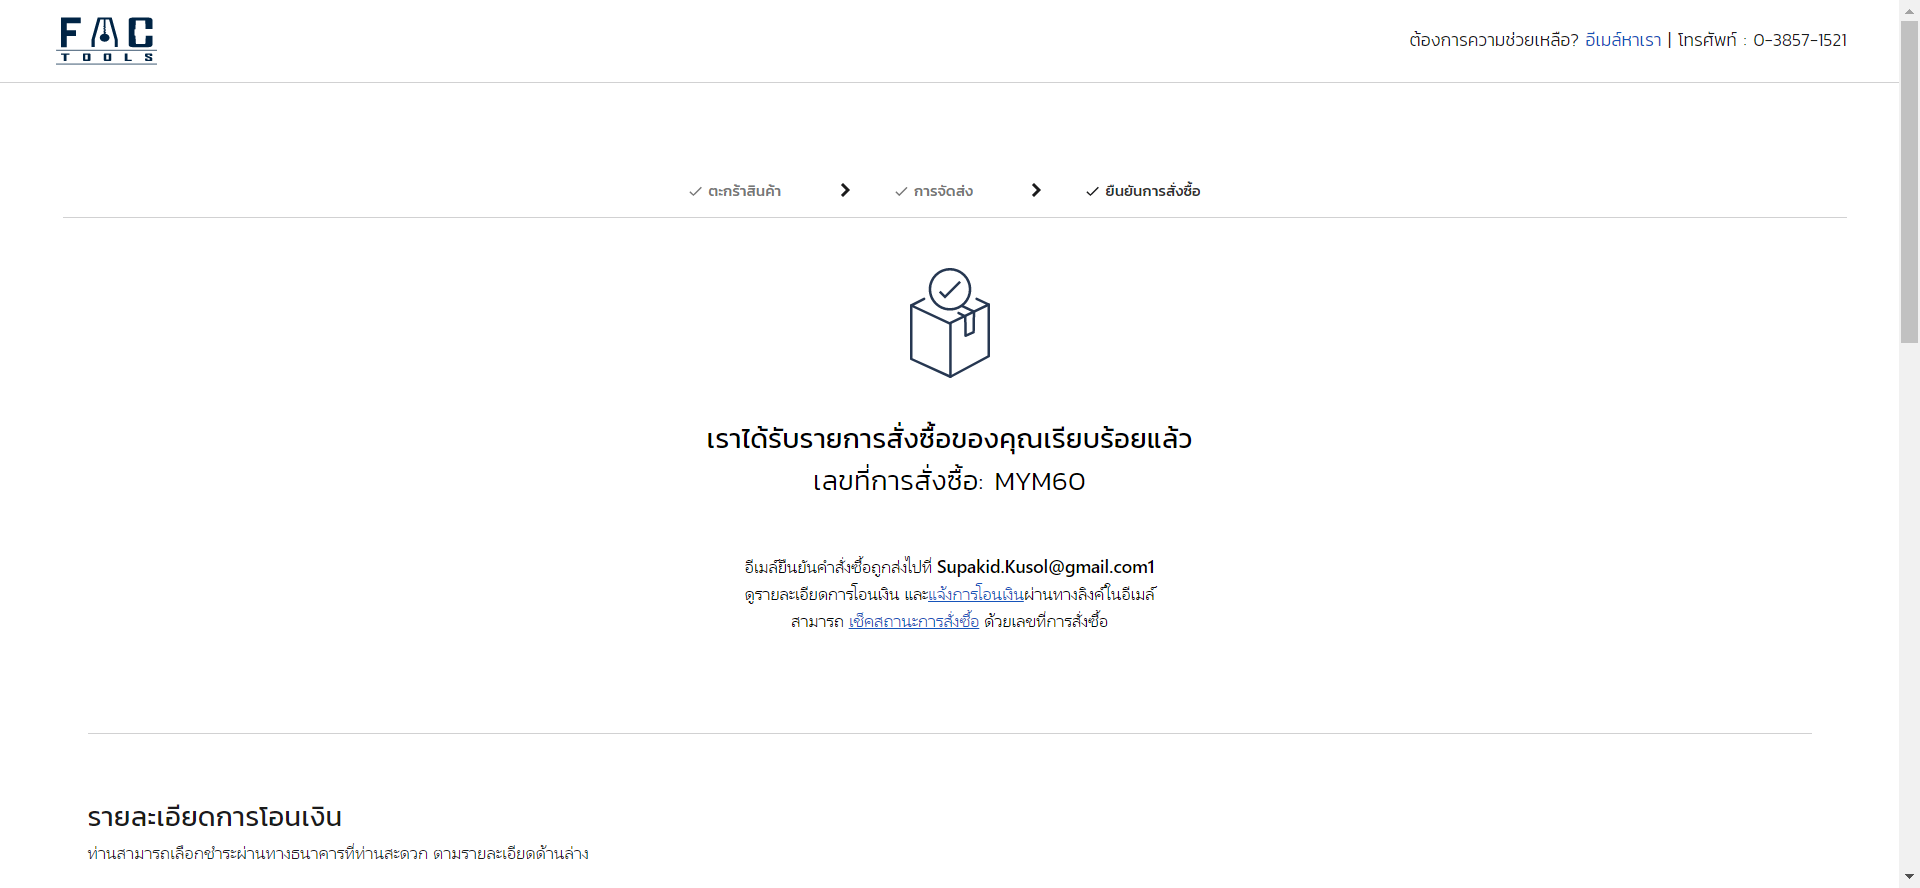 FAC
TOOLS
ต้องการความช่วยเหลือ? อีเมล์หาเรา | โทรศัพท์ : 0-3857-1521
ตะกร้าสินค้า
การจัดส่ง
ยืนยันการสั่งซื้อ
เราได้รับรายการสั่งซื้อของคุณเรียบร้อยแล้ว
เลขที่การสั่งซื้อ: MYM60
อีเมล์ยืนยันคำสั่งซื้อถูกส่งไปที่ Supakid.Kusol@gmail.com1
ดูรายละเอียดการโอนเงิน และแจ้งการโอนเงินผ่านทางลิงค์ในอีเมล์
สามารถ เช็คสถานะการสั่งซื้อ ด้วยเลขที่การสั่งซื้อ
รายละเอียดการโอนเงิน
ท่านสามารถเลือกชำระผ่านทางธนาคารที่ท่านสะดวก ตามรายละเอียดด้านล่าง